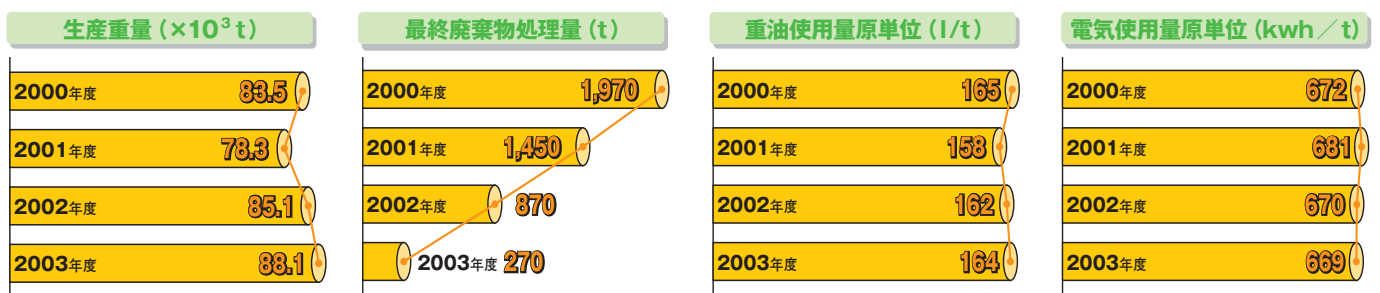 生産重量(×10³t)
2000年度 83.5
2001年度 78.3
2002年度 85.1
2003年度 88.1
最終廃棄物処理量(t)
2000年度 1,970
2001年度 1,450
2002年度 870
2003年度 270
重油使用量原単位(l/t)
2000年度 165
2001年度 158
2002年度 162
2003年度 164
電気使用量原単位(kwh/t)
2000年度 672
2001年度 681
2002年度 670
2003年度 669